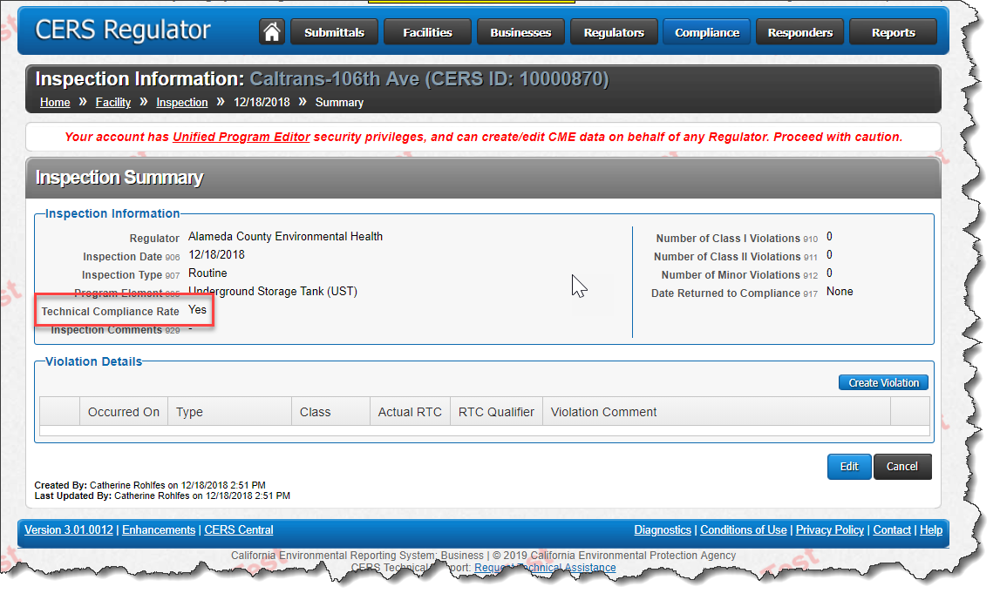 CERS Regulator
Submittals Facilities Businesses Regulators Compliance Responders Reports
Inspection Information: Caltrans-106th Ave (CERS ID: 10000870)
Home » Facility » Inspection » 12/18/2018 » Summary
Your account has Unified Program Editor security privileges, and can create/edit CME data on behalf of any Regulator. Proceed with caution.
Inspection Summary
Inspection Information
Regulator Alameda County Environmental Health
Inspection Date 906 12/18/2018
Inspection Type 907 Routine
Program Element Underground Storage Tank (UST)
Technical Compliance Rate Yes
Inspection Comments 929 -
Number of Class I Violations 910 0
Number of Class II Violations 911 0
Number of Minor Violations 912 0
Date Returned to Compliance 917 None
Violation Details
Create Violation
Occurred On Type Class Actual RTC RTC Qualifier Violation Comment
Edit Cancel
Created By: Catherine Rohlfes on 12/18/2018 2:51 PM
Last Updated By: Catherine Rohlfes on 12/18/2018 2:51 PM
Version 3.01.0012 | Enhancements | CERS Central
Diagnostics | Conditions of Use | Privacy Policy | Contact | Help
California Environmental Reporting System: Business | © 2019 California Environmental Protection Agency
CERS Technical Support: Request Technical Assistance
Test